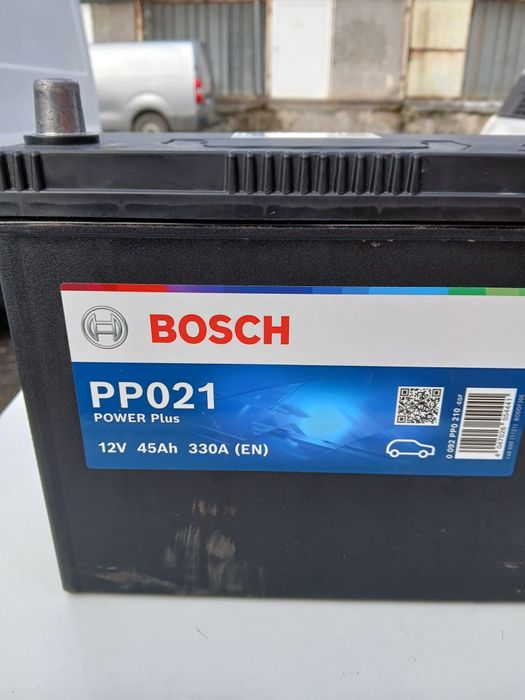 BOSCH
PP021
POWER Plus
12V 45Ah 330A (EN)
0 092 PP0 210